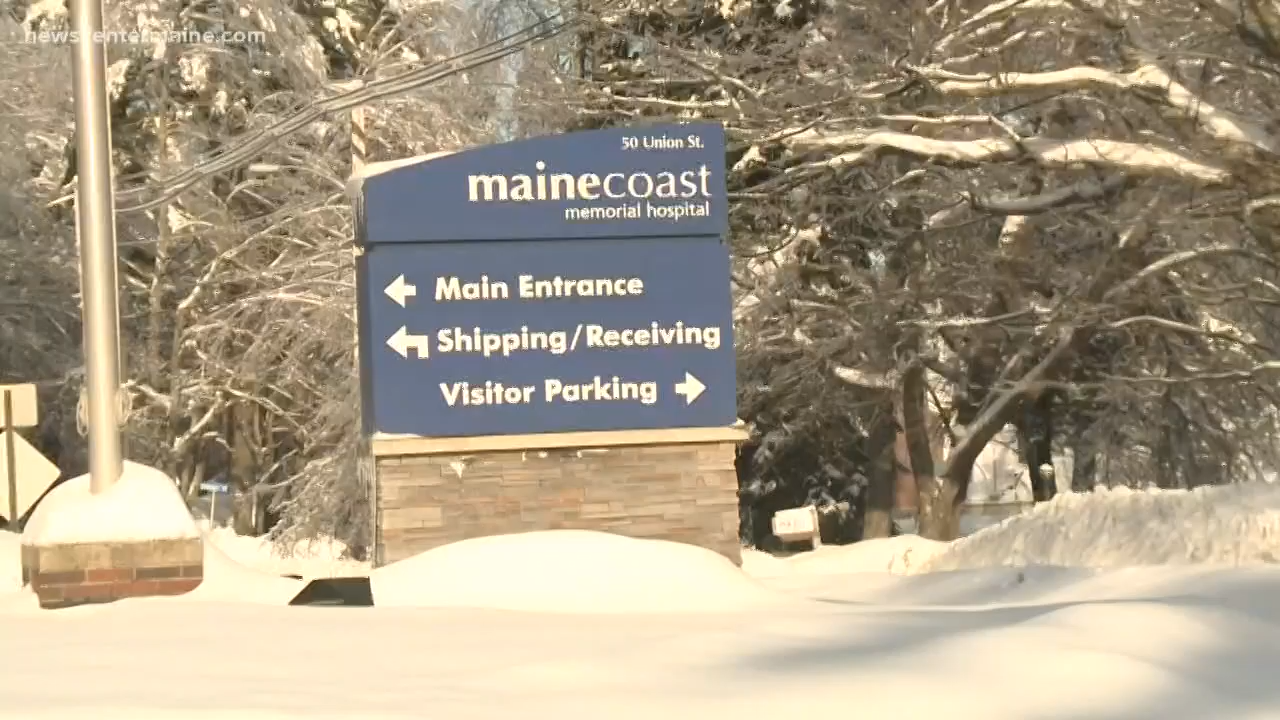 newscentermaine.com
50 Union St.
mainecoast
memorial hospital
Main Entrance
Shipping/Receiving
Visitor Parking